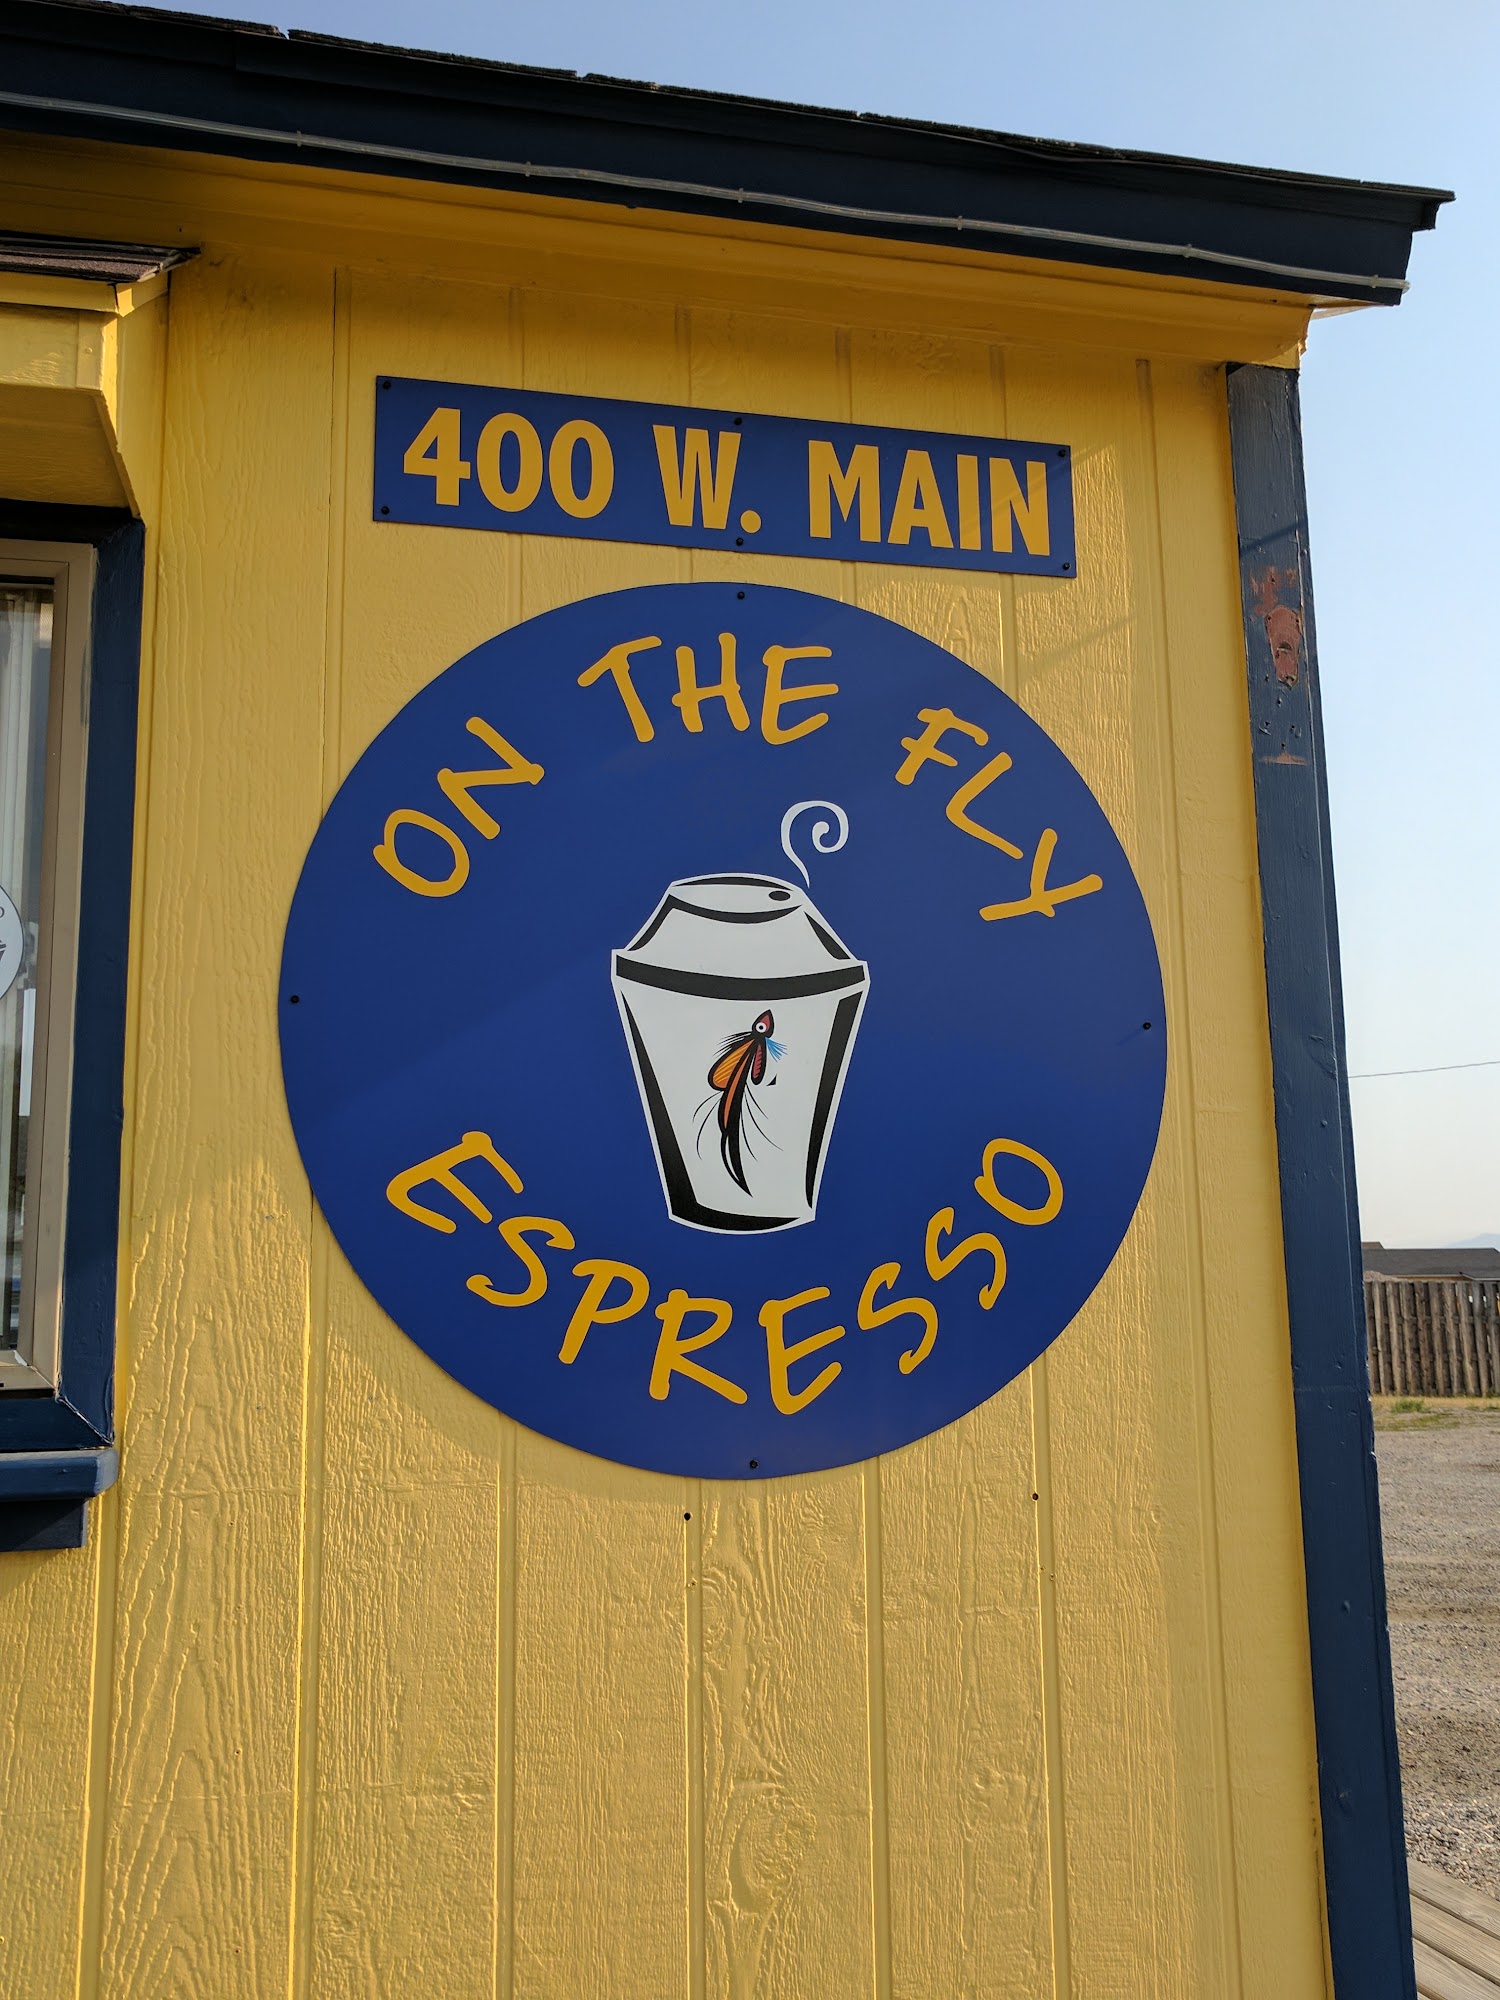 400 W. MAIN
ON THE FLY
ESPRESSO